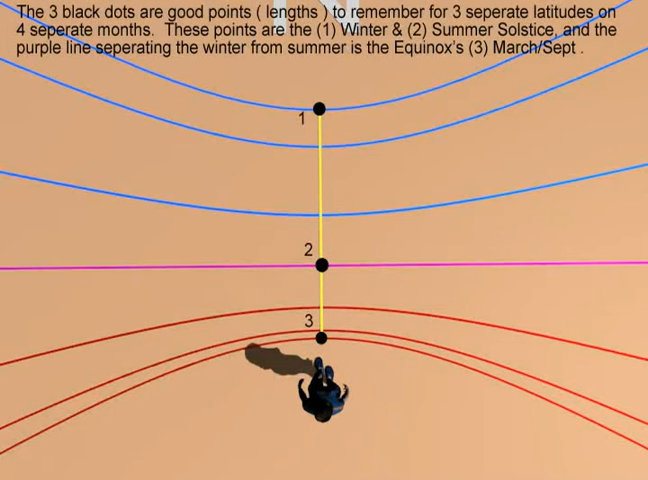 The 3 black dots are good points ( lengths ) to remember for 3 seperate latitudes on
4 seperate months. These points are the (1) Winter & (2) Summer Solstice, and the
purple line seperating the winter from summer is the Equinox's (3) March/Sept .
1
2
3